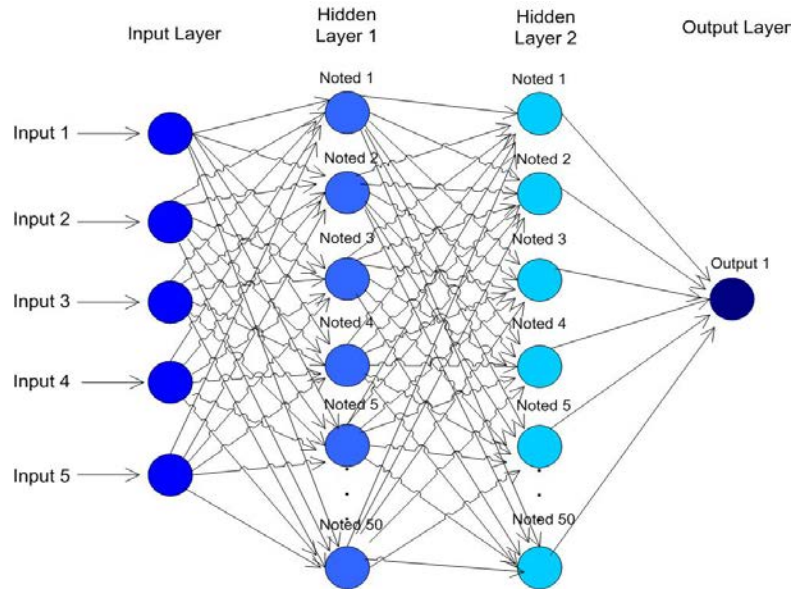 Input Layer
Hidden
Layer 1
Hidden
Layer 2
Output Layer
Input 1
Input 2
Input 3
Input 4
Input 5
Noted 1
Noted 2
Noted 3
Noted 4
Noted 5
Noted 50
Noted 1
Noted 2
Noted 3
Noted 4
Noted 5
Noted 50
Output 1